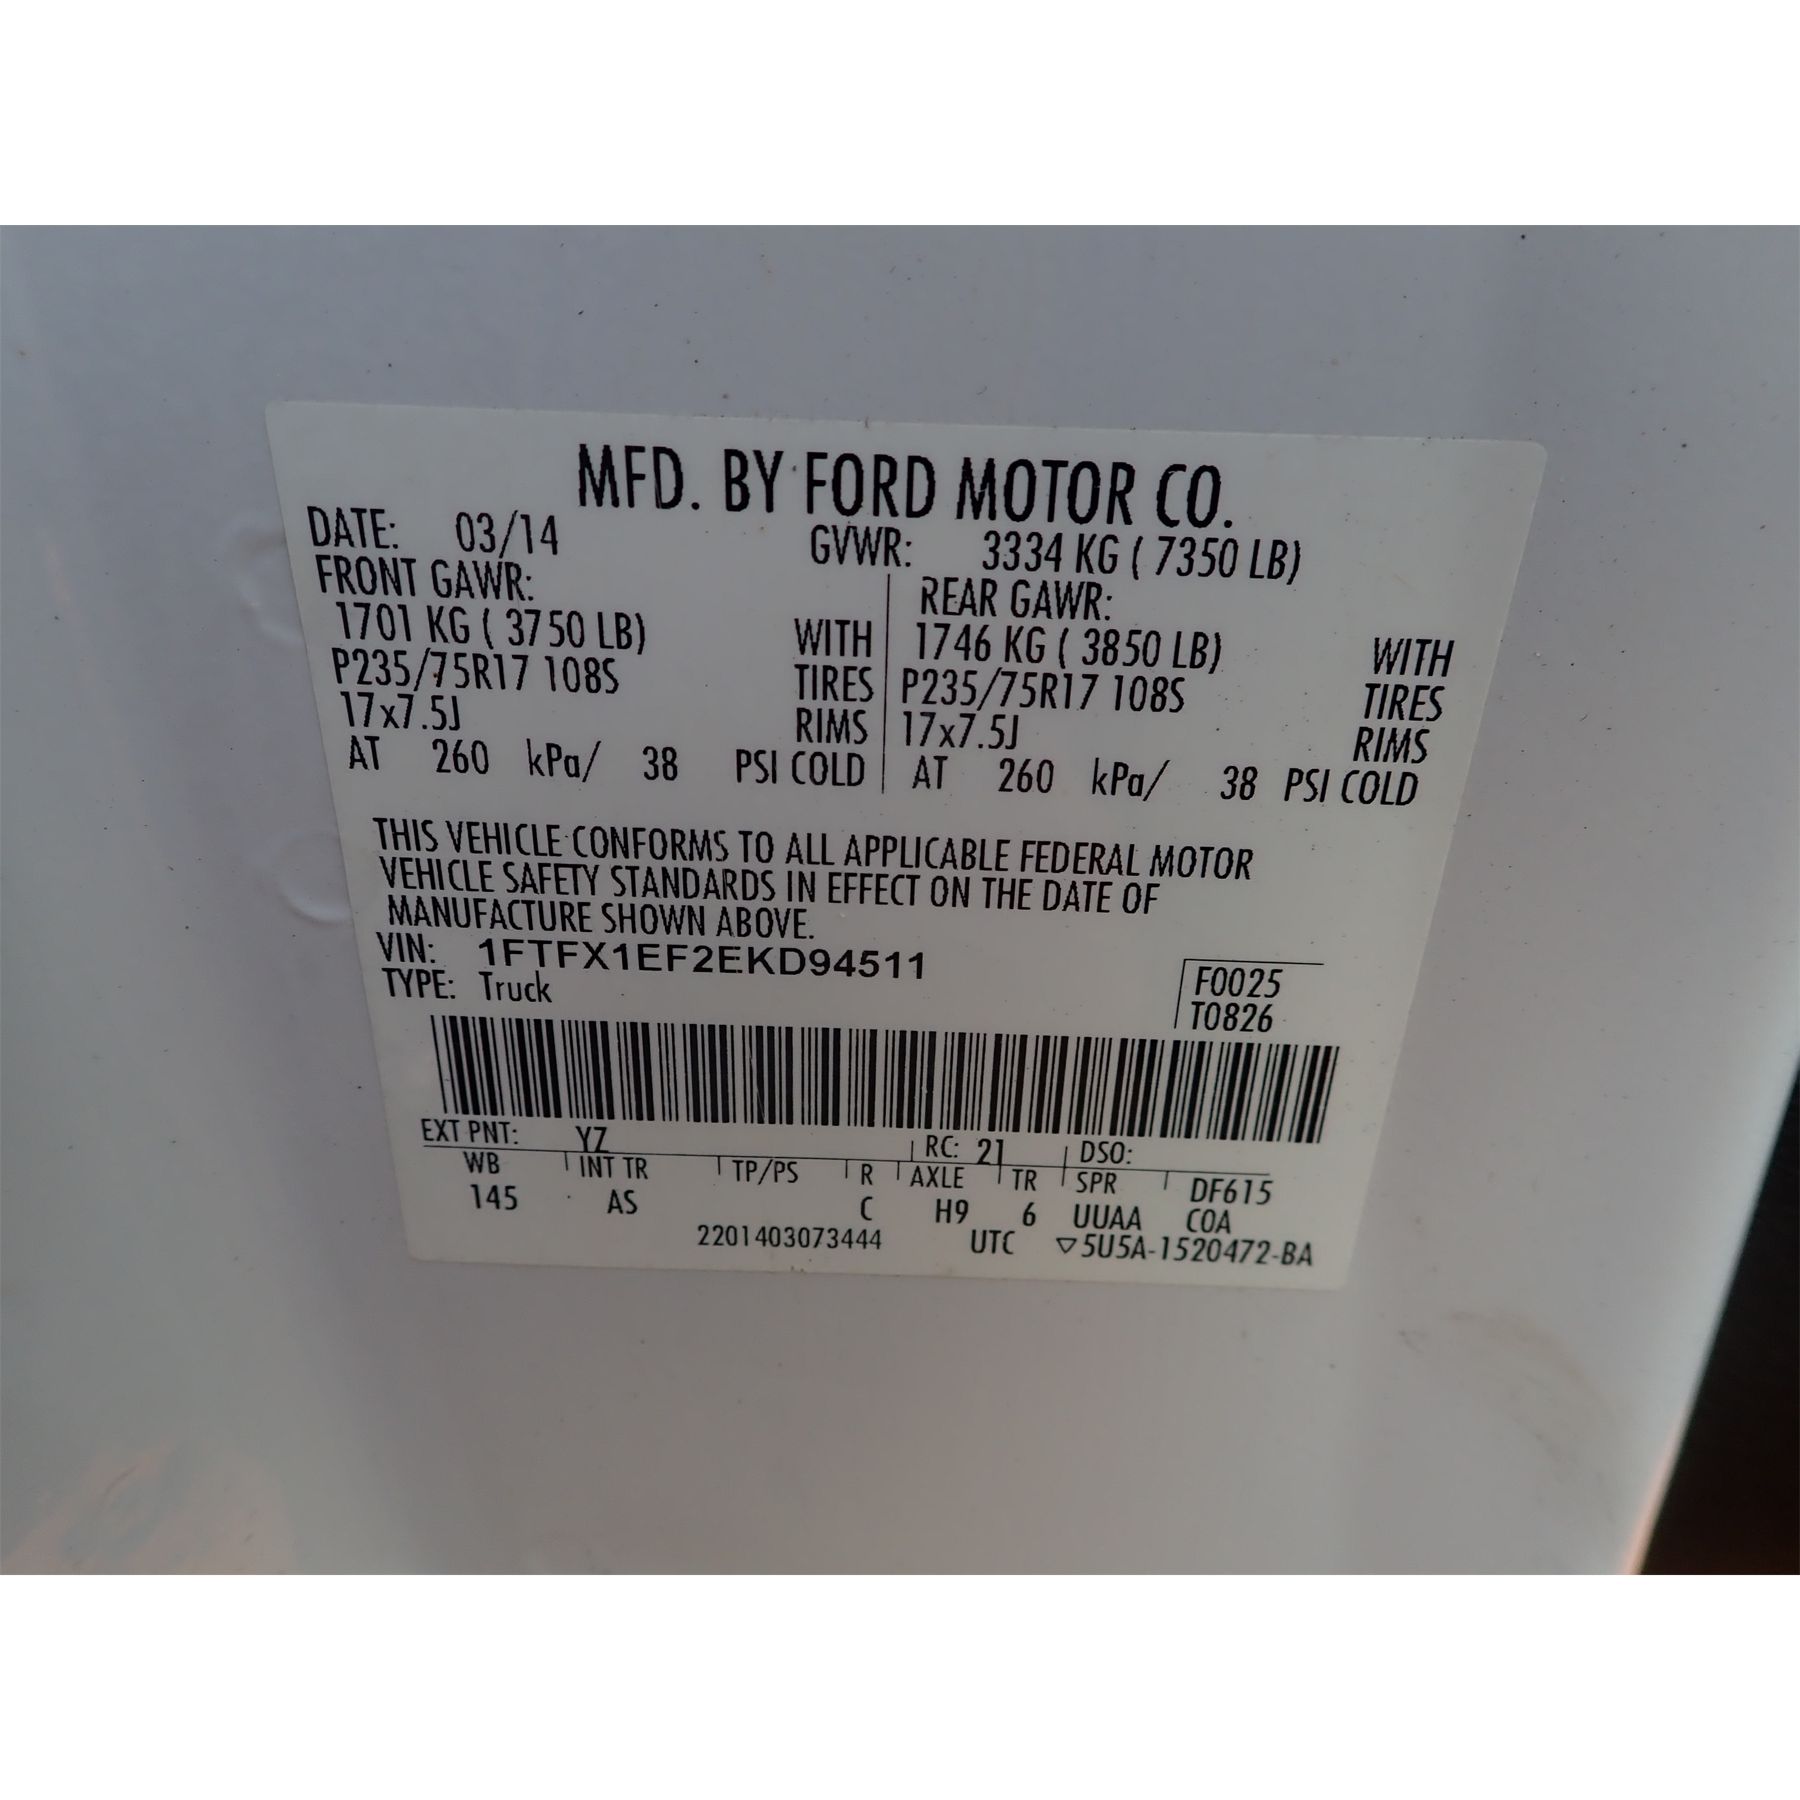 MFD. BY FORD MOTOR CO.
DATE: 03/14 GVWR: 3334 KG ( 7350 LB)
FRONT GAWR: REAR GAWR:
1701 KG ( 3750 LB) WITH 1746 KG ( 3850 LB) WITH
P235/75R17 108S TIRES P235/75R17 108S TIRES
17x7.5J RIMS 17x7.5J RIMS
AT 260 kPa/ 38 PSI COLD AT 260 kPa/ 38 PSI COLD
THIS VEHICLE CONFORMS TO ALL APPLICABLE FEDERAL MOTOR
VEHICLE SAFETY STANDARDS IN EFFECT ON THE DATE OF
MANUFACTURE SHOWN ABOVE.
VIN: 1FTFX1EF2EKD94511 F0025
TYPE: Truck T0826
EXT PNT: YZ RC: 21 DSO:
WB INT TR TP/PS R AXLE TR SPR DF615
145 AS C H9 6 UUAA COA
2201403073444 UTC ▽5U5A-1520472-BA